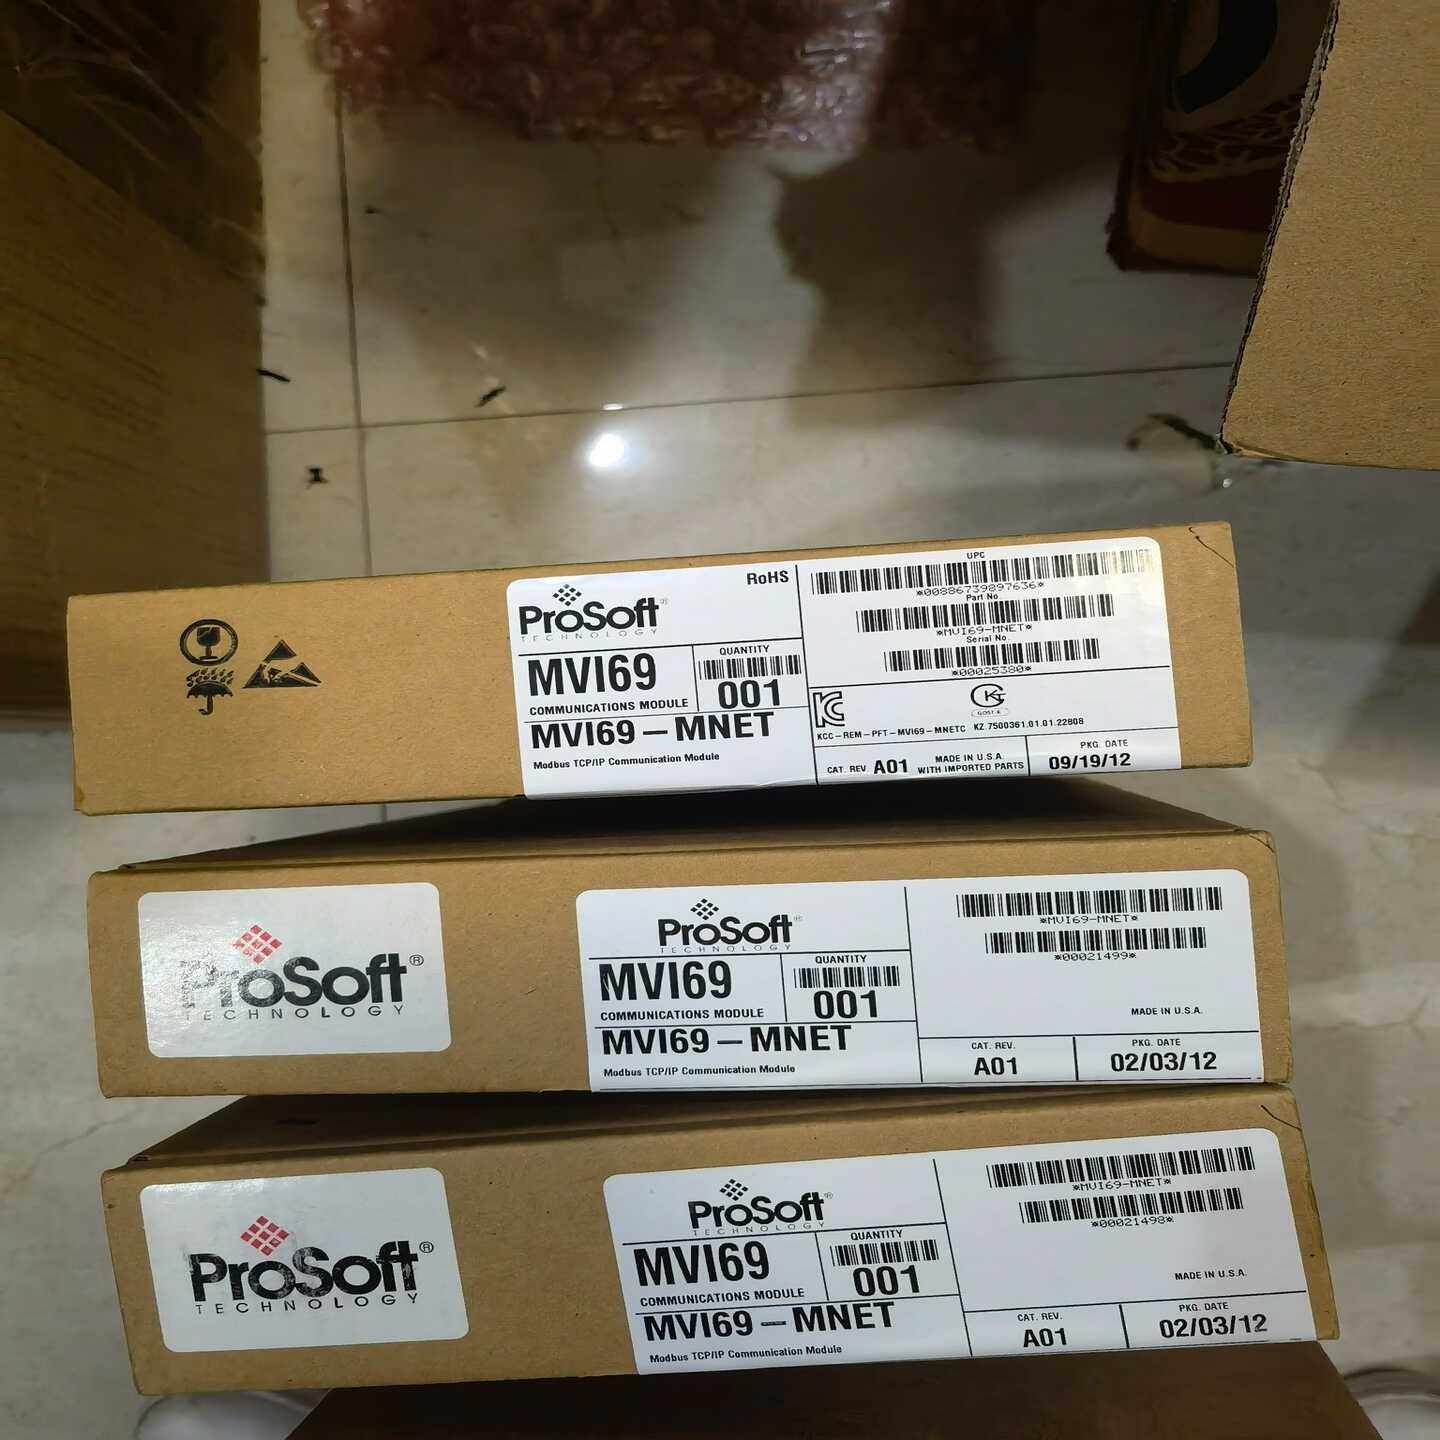 RoHS
ProSoft®
TECHNOLOGY
MVI69
COMMUNICATIONS MODULE
QUANTITY
001
MVI69-MNET
Modbus TCP/IP Communication Module
UPC
*00886739897636*
Part No.
*MVI69-MNET*
Serial No.
*00025380*
GOST-R
KCC-REM-PFT-MVI69-MNETC KZ.7500361.01.01.22808
CAT. REV. A01
MADE IN U.S.A.
WITH IMPORTED PARTS
PKG. DATE
09/19/12
ProSoft®
TECHNOLOGY
ProSoft®
TECHNOLOGY
MVI69
COMMUNICATIONS MODULE
QUANTITY
001
MVI69-MNET
Modbus TCP/IP Communication Module
*MVI69-MNET*
*00021499*
MADE IN U.S.A.
CAT. REV.
A01
PKG. DATE
02/03/12
ProSoft®
TECHNOLOGY
ProSoft®
TECHNOLOGY
MVI69
COMMUNICATIONS MODULE
QUANTITY
001
MVI69-MNET
Modbus TCP/IP Communication Module
*MVI69-MNET*
*00021498*
MADE IN U.S.A.
CAT. REV.
A01
PKG. DATE
02/03/12